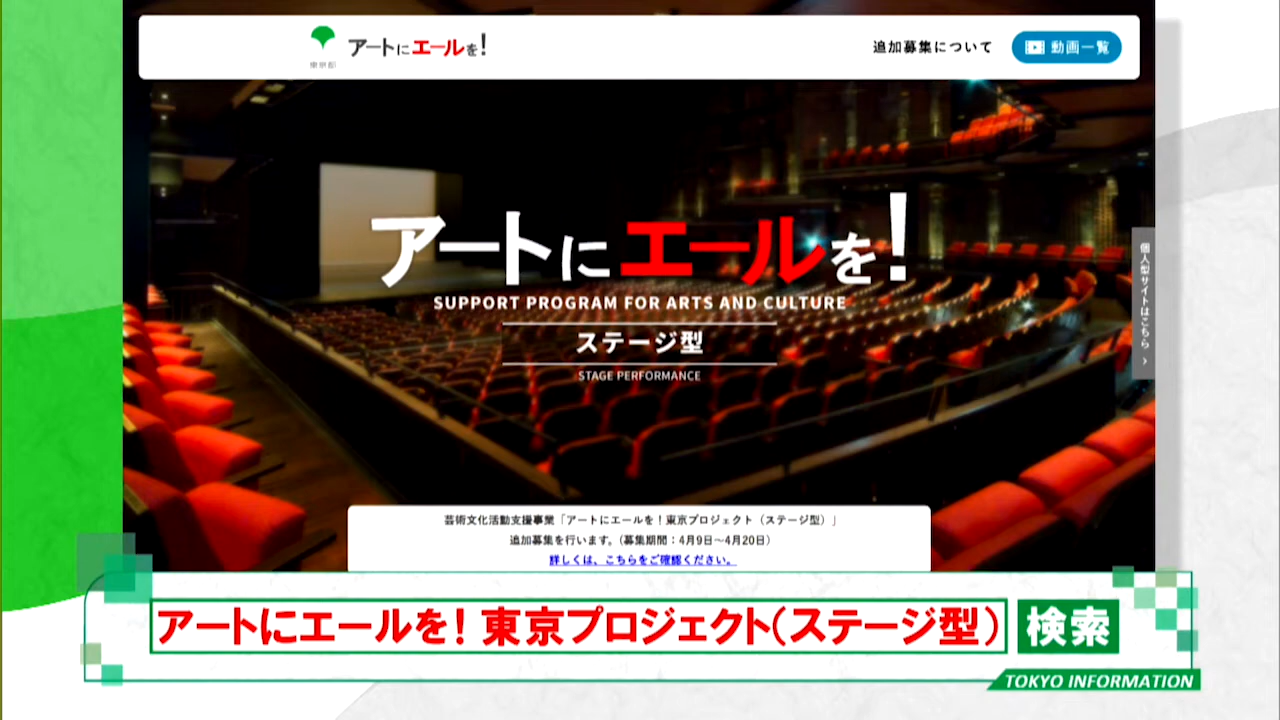 アートにエールを!
東京都
追加募集について
動画一覧
アートにエールを!
SUPPORT PROGRAM FOR ARTS AND CULTURE
ステージ型
STAGE PERFORMANCE
個人型サイトはこちら >
芸術文化活動支援事業「アートにエールを!東京プロジェクト(ステージ型)」
追加募集を行います。(募集期間:4月9日〜4月20日)
詳しくは、こちらをご確認ください。
アートにエールを! 東京プロジェクト(ステージ型)
検索
TOKYO INFORMATION